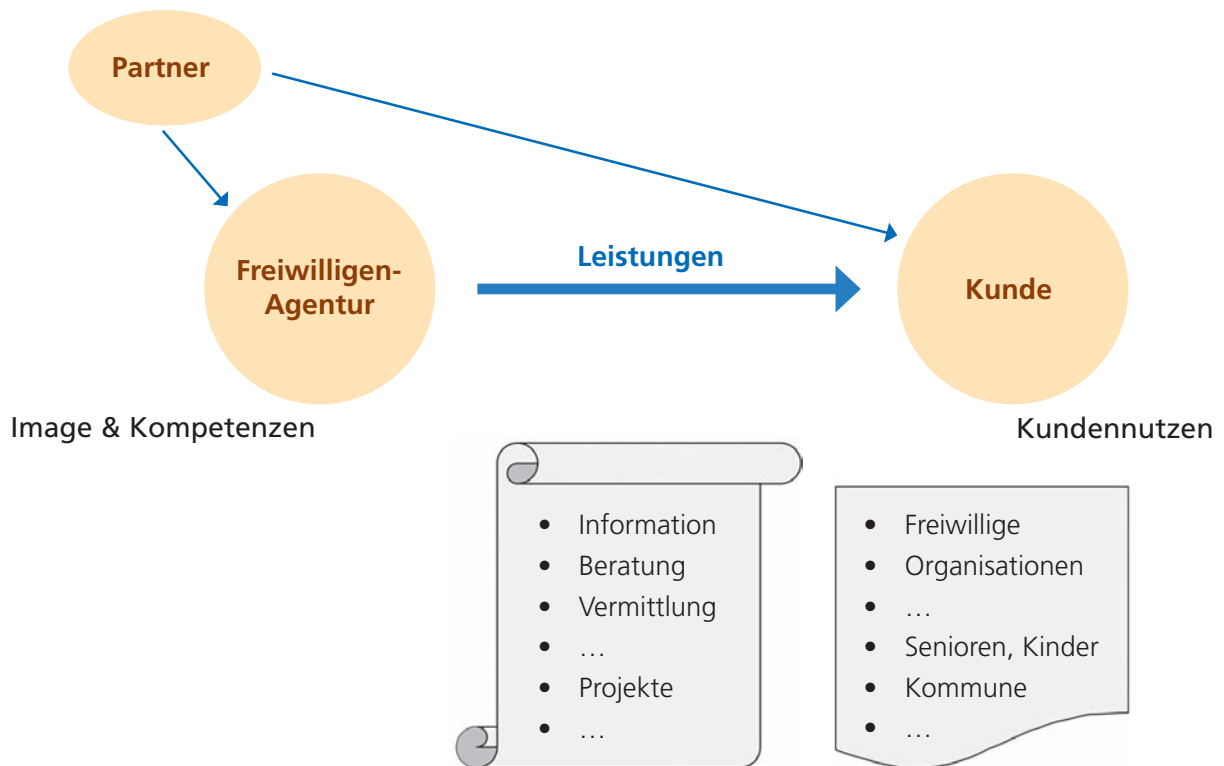 Partner
Freiwilligen-
Agentur
Leistungen
Kunde
Image & Kompetenzen
Kundennutzen
• Information
• Beratung
• Vermittlung
• …
• Projekte
• …
• Freiwillige
• Organisationen
• …
• Senioren, Kinder
• Kommune
• …